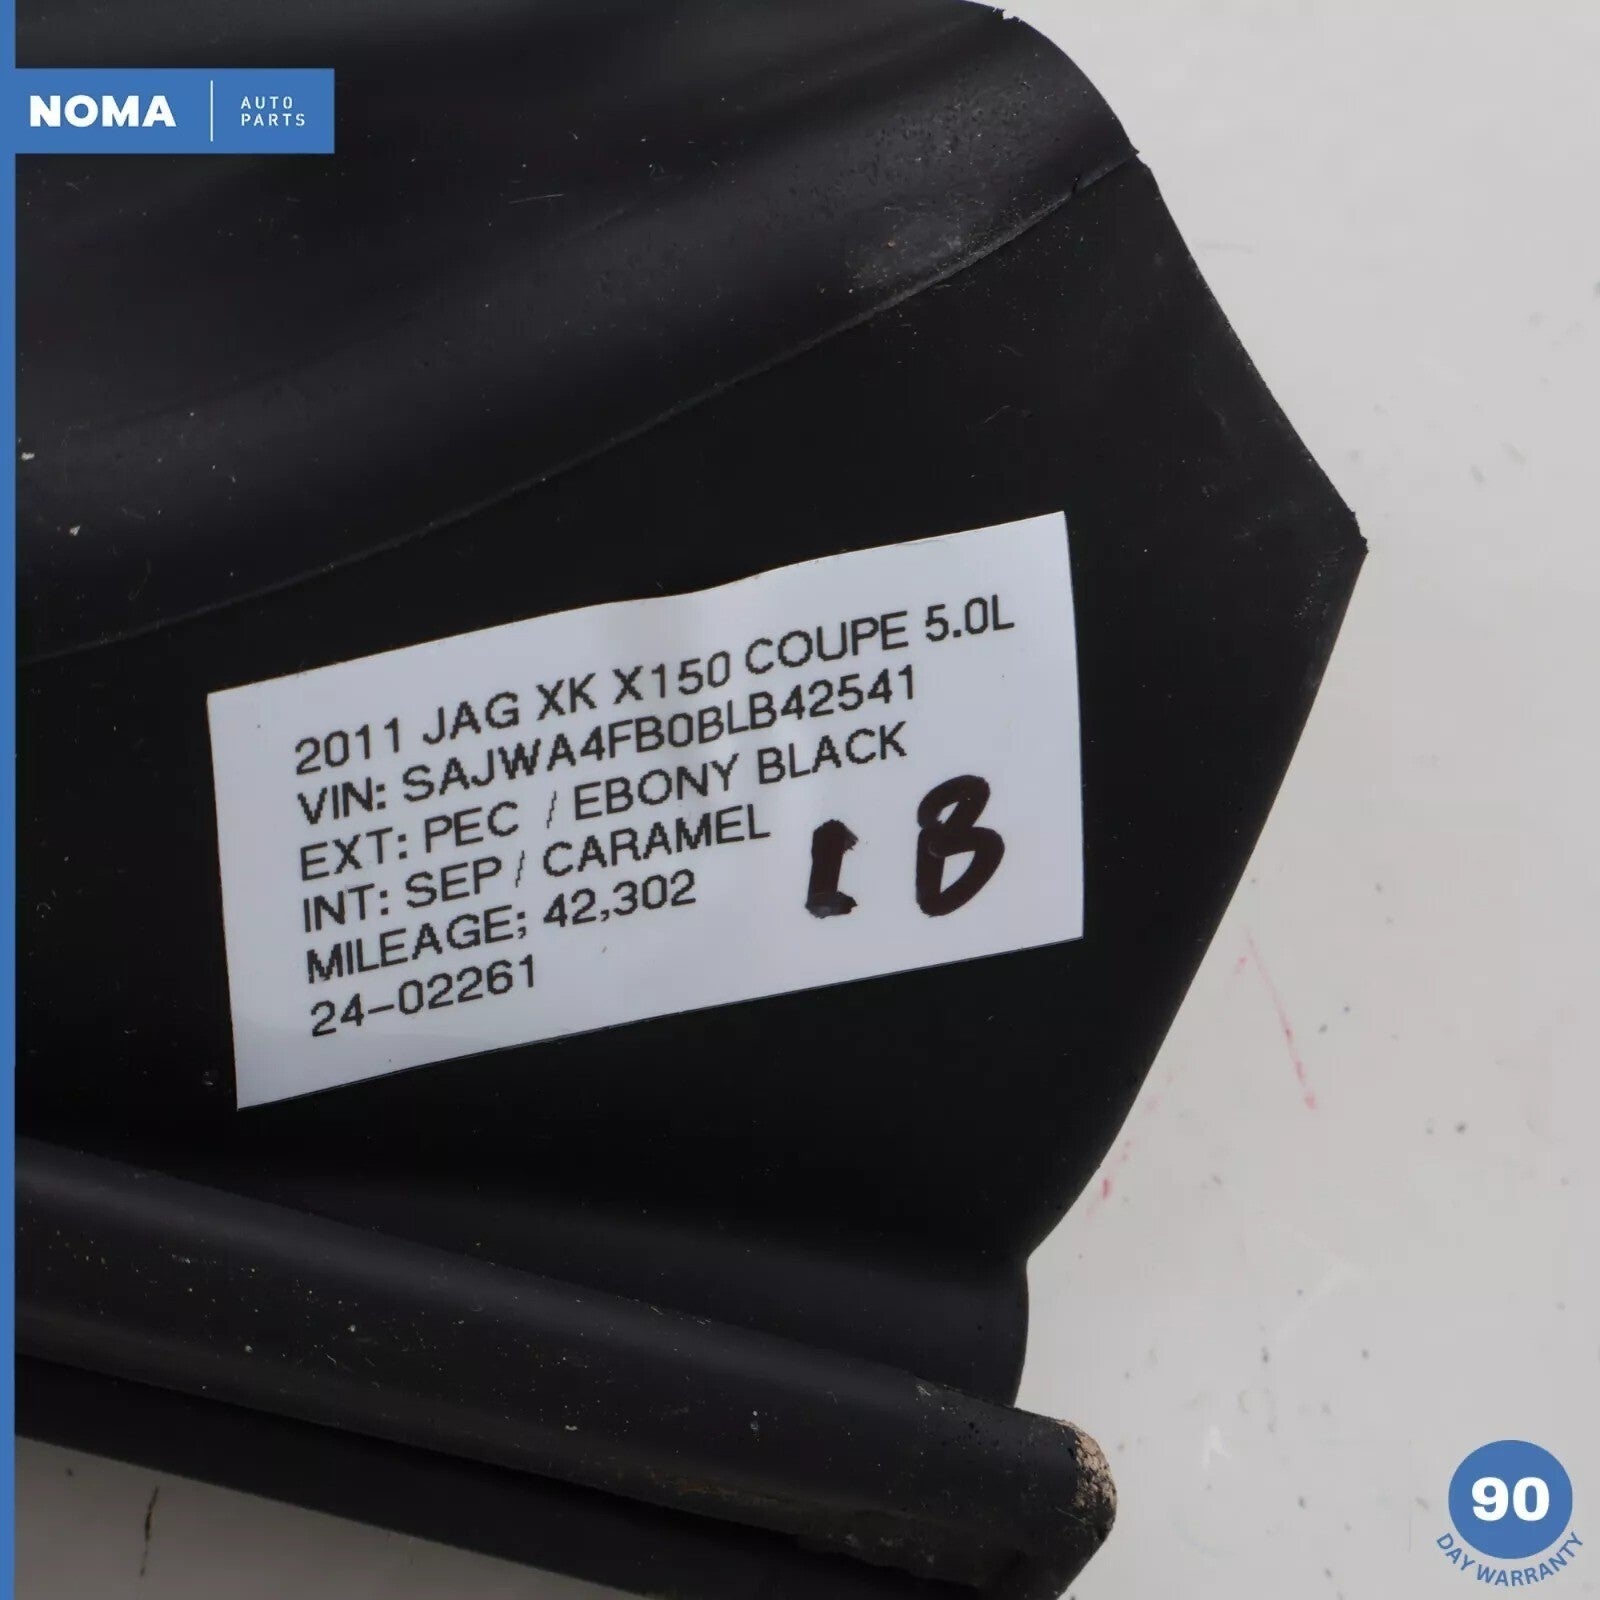 NOMA AUTO PARTS
2011 JAG XK X150 COUPE 5.0L
VIN: SAJWA4FB0BLB42541
EXT: PEC / EBONY BLACK
INT: SEP / CARAMEL
MILEAGE; 42,302
24-02261
18
90
DAY WARRANTY